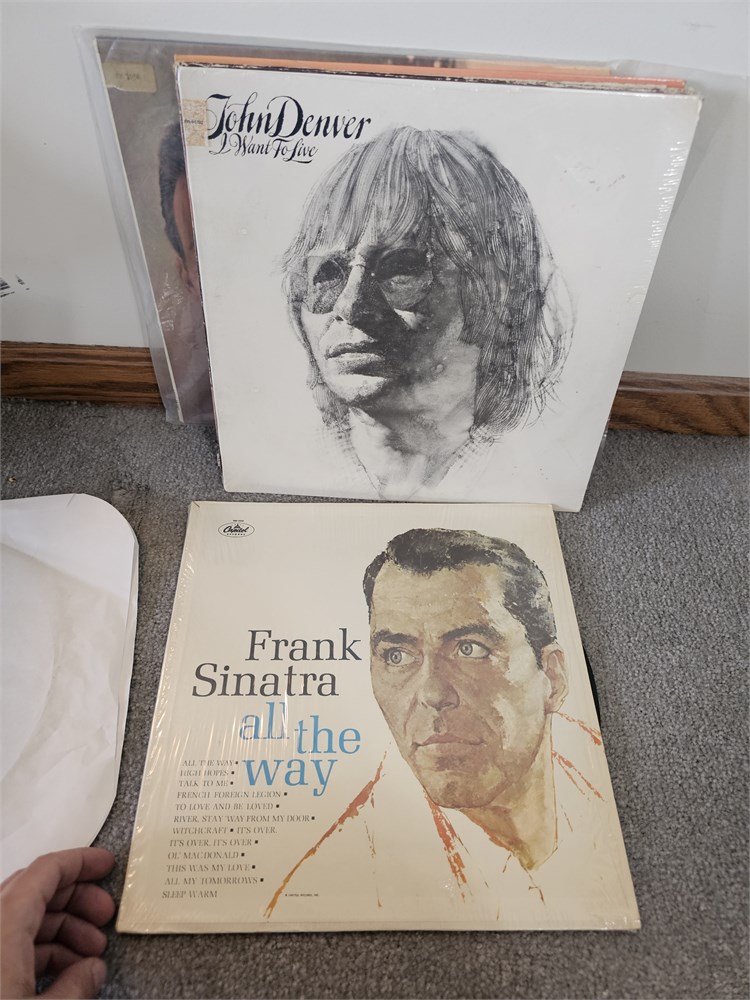 John Denver
I Want To Live
Capitol
RECORDS
Frank
Sinatra
all the
way
ALL THE WAY ▪
HIGH HOPES ▪
TALK TO ME ▪
FRENCH FOREIGN LEGION ▪
TO LOVE AND BE LOVED ▪
RIVER, STAY 'WAY FROM MY DOOR ▪
WITCHCRAFT ▪ IT'S OVER,
IT'S OVER, IT'S OVER ▪
OL' MACDONALD ▪
THIS WAS MY LOVE ▪
ALL MY TOMORROWS ▪
SLEEP WARM